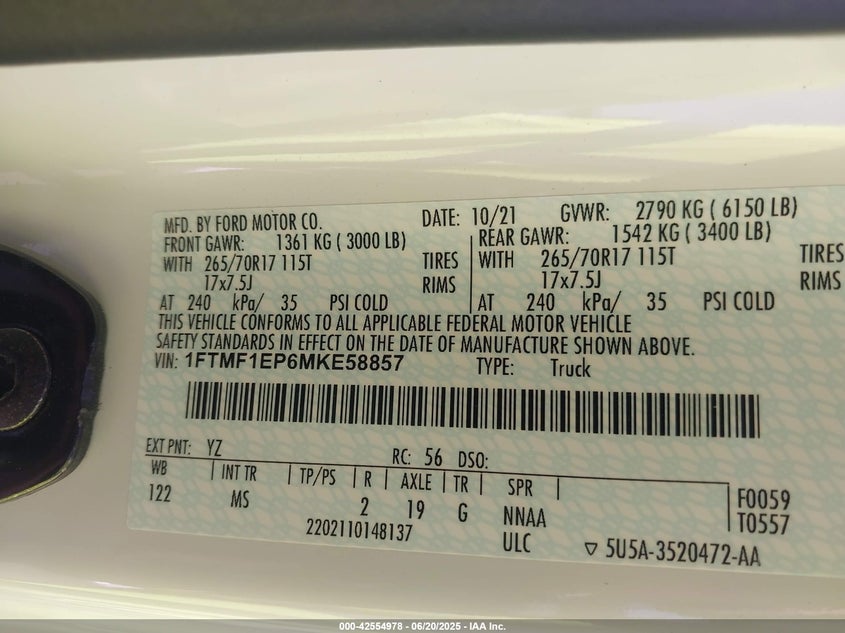 MFD. BY FORD MOTOR CO. DATE: 10/21 GVWR: 2790 KG ( 6150 LB)
FRONT GAWR: 1361 KG ( 3000 LB) REAR GAWR: 1542 KG ( 3400 LB)
WITH 265/70R17 115T TIRES WITH 265/70R17 115T TIRES
17x7.5J RIMS 17x7.5J RIMS
AT 240 kPa/ 35 PSI COLD AT 240 kPa/ 35 PSI COLD
THIS VEHICLE CONFORMS TO ALL APPLICABLE FEDERAL MOTOR VEHICLE
SAFETY STANDARDS IN EFFECT ON THE DATE OF MANUFACTURE SHOWN ABOVE.
VIN: 1FTMF1EP6MKE58857 TYPE: Truck
EXT PNT: YZ RC: 56 DSO:
WB INT TR TP/PS R AXLE TR SPR
122 MS 2 19 G NNAA F0059
T0557
2202110148137 ULC ▽ 5U5A-3520472-AA
000-42554978 - 06/20/2025 - IAA Inc.